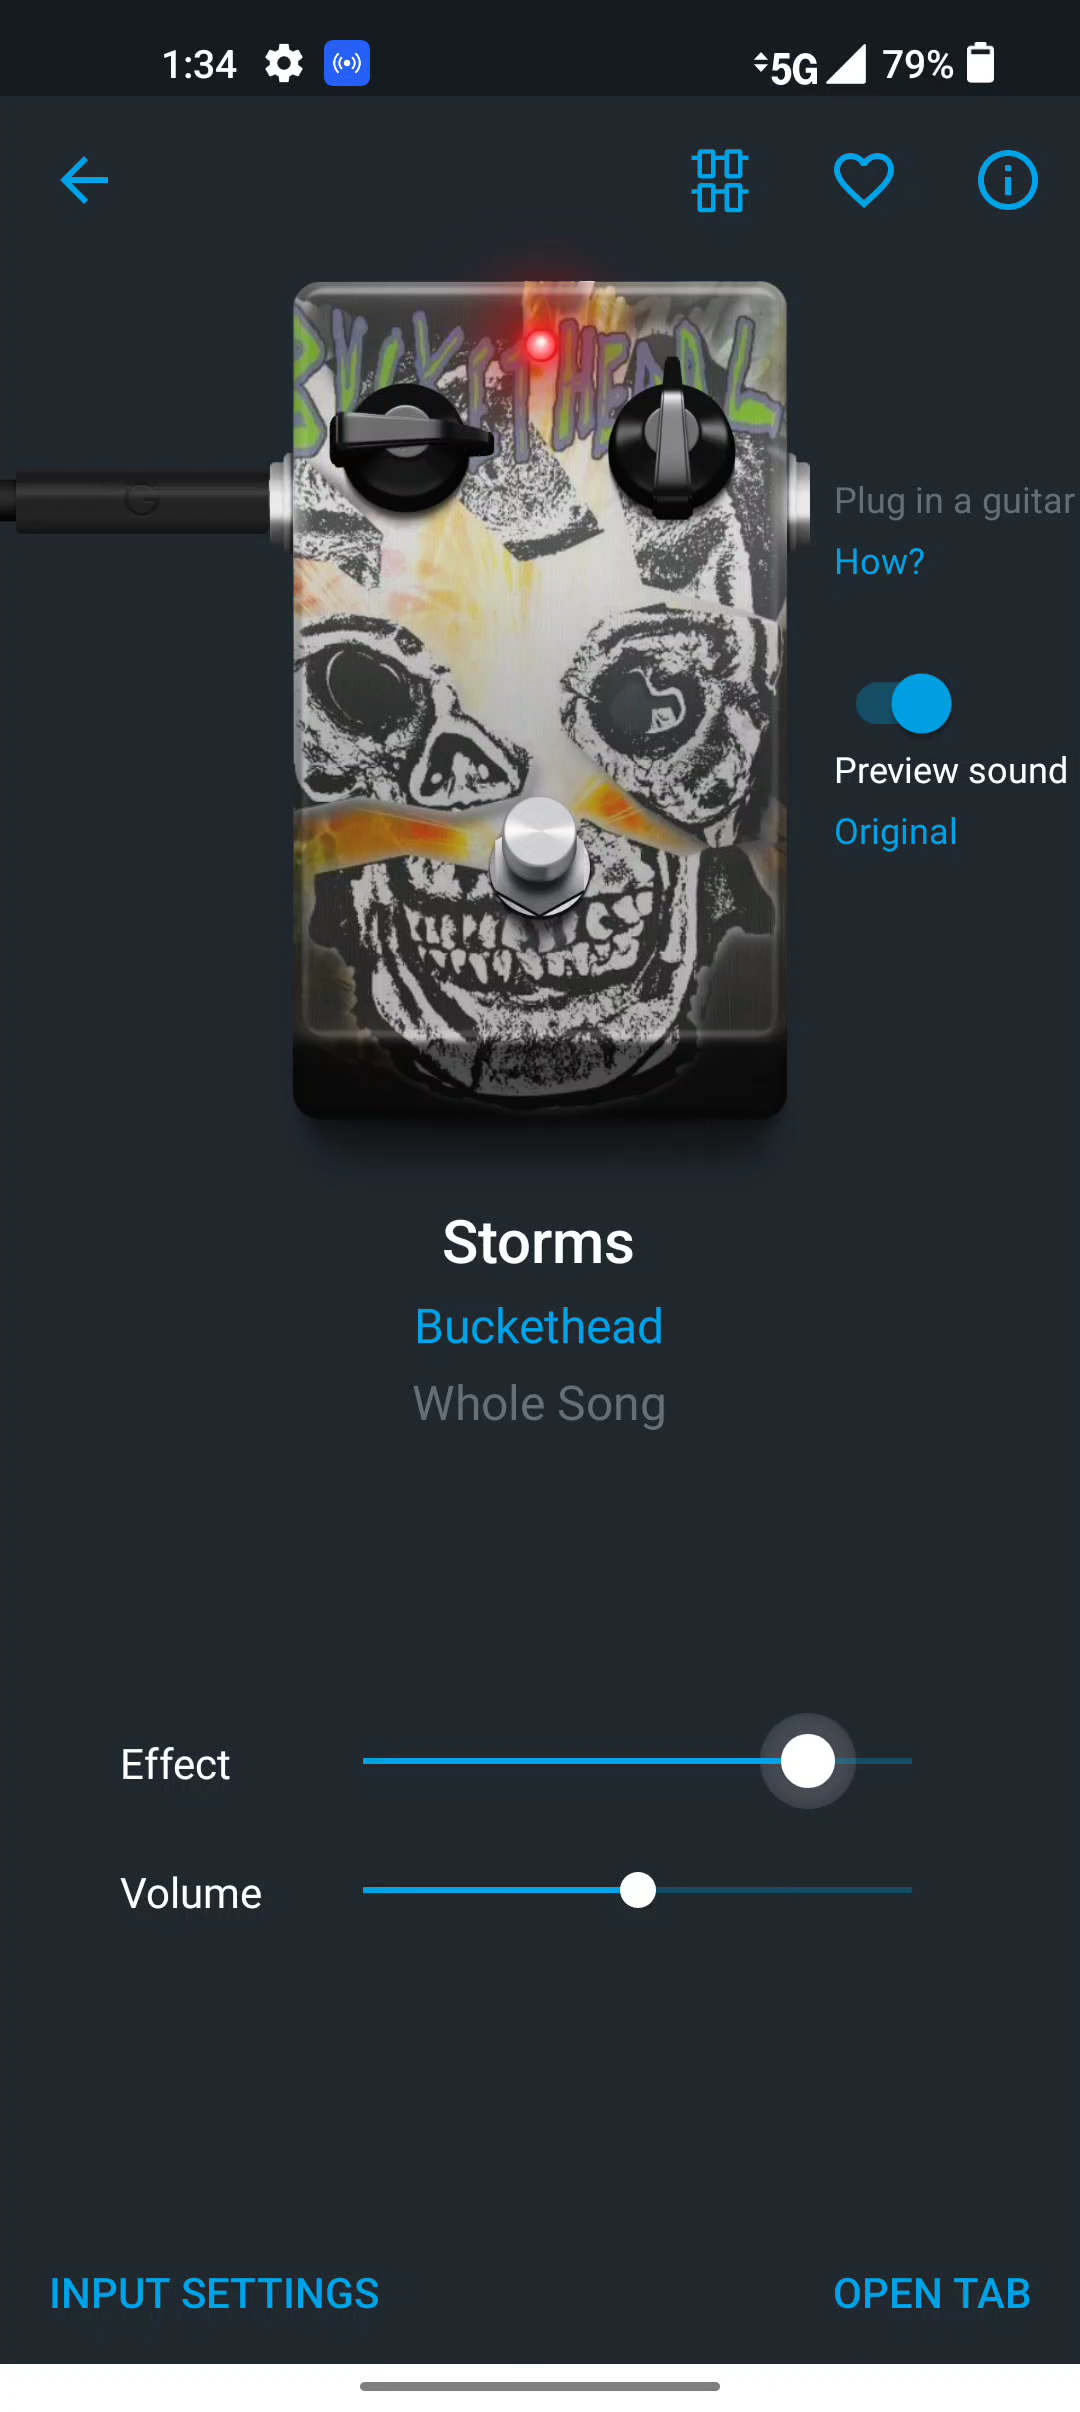 1:34
5G 79%
BUCKETHEAD
Plug in a guitar
How?
Preview sound
Original
Storms
Buckethead
Whole Song
Effect
Volume
INPUT SETTINGS
OPEN TAB